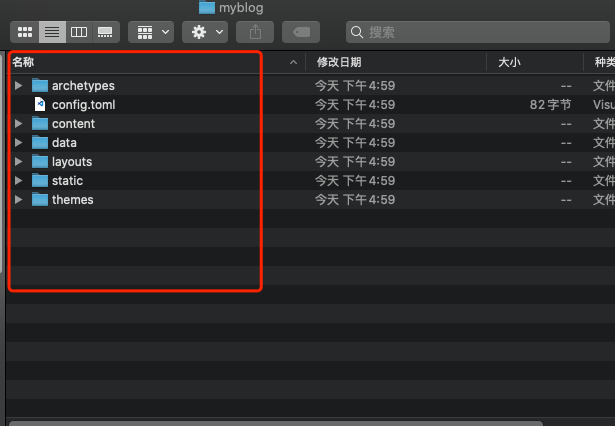 myblog
搜索
名称 修改日期 大小 种类
archetypes 今天 下午4:59 -- 文件
config.toml 今天 下午4:59 82字节 Visu
content 今天 下午4:59 -- 文件
data 今天 下午4:59 -- 文件
layouts 今天 下午4:59 -- 文件
static 今天 下午4:59 -- 文件
themes 今天 下午4:59 -- 文件